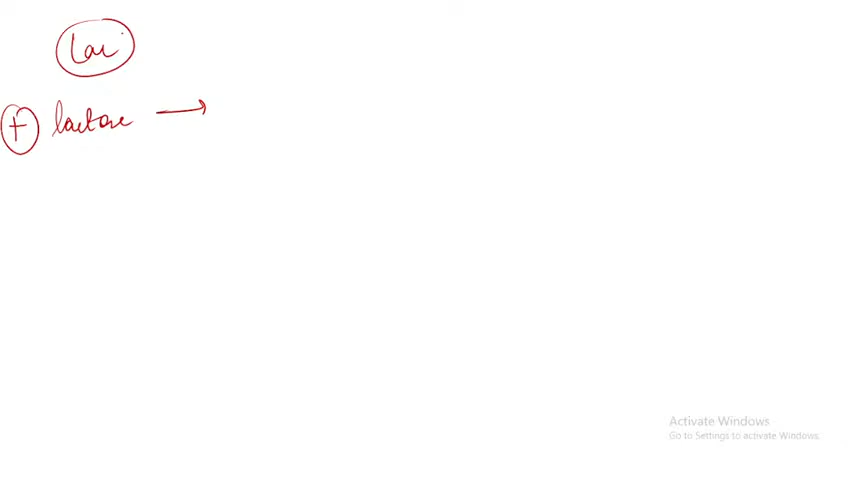 Lac
+ lactose →
Activate Windows
Go to Settings to activate Windows.